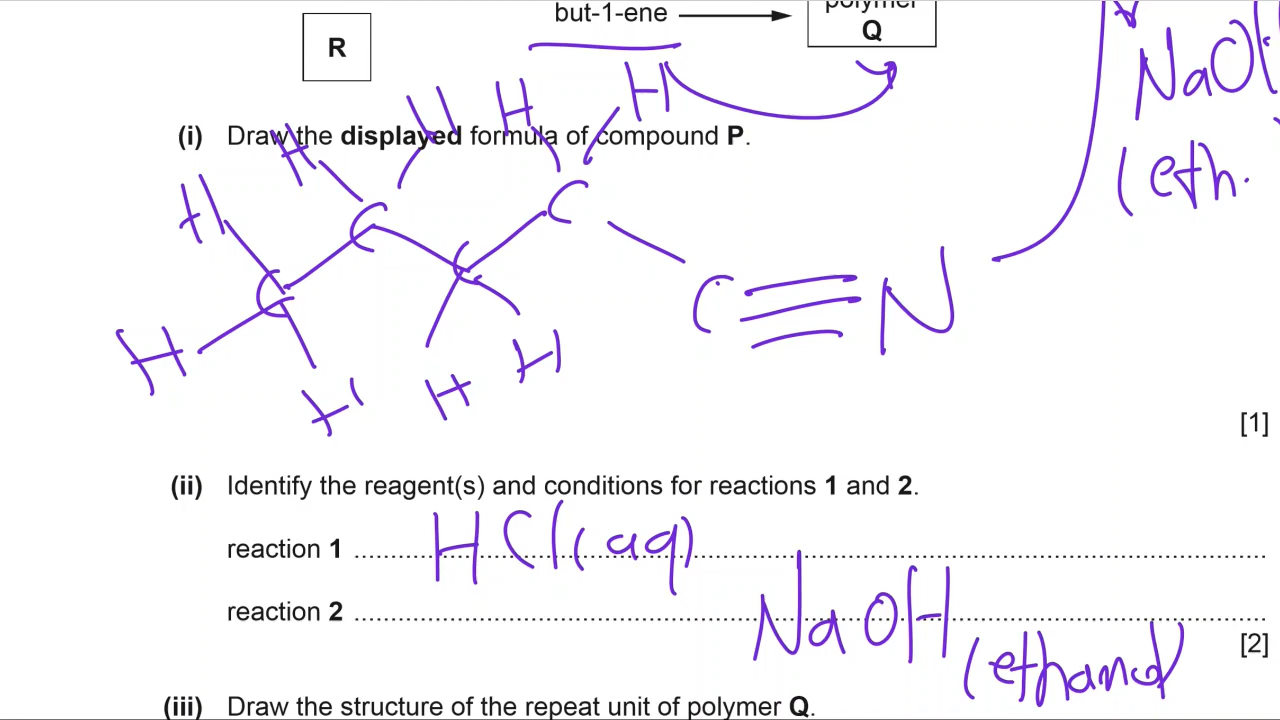 but-1-ene
polymer
Q
R
NaOH
(eth.
(i) Draw the displayed formula of compound P.
H H H H
H C C
C C C≡N
H H H H
[1]
(ii) Identify the reagent(s) and conditions for reactions 1 and 2.
reaction 1 HCl(aq)
reaction 2 NaOH (ethanol
[2]
(iii) Draw the structure of the repeat unit of polymer Q.